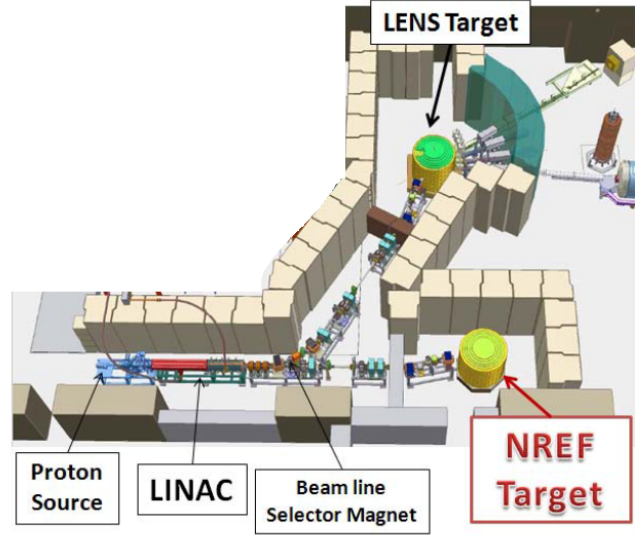 LENS Target
Proton
Source
LINAC
Beam line
Selector Magnet
NREF
Target